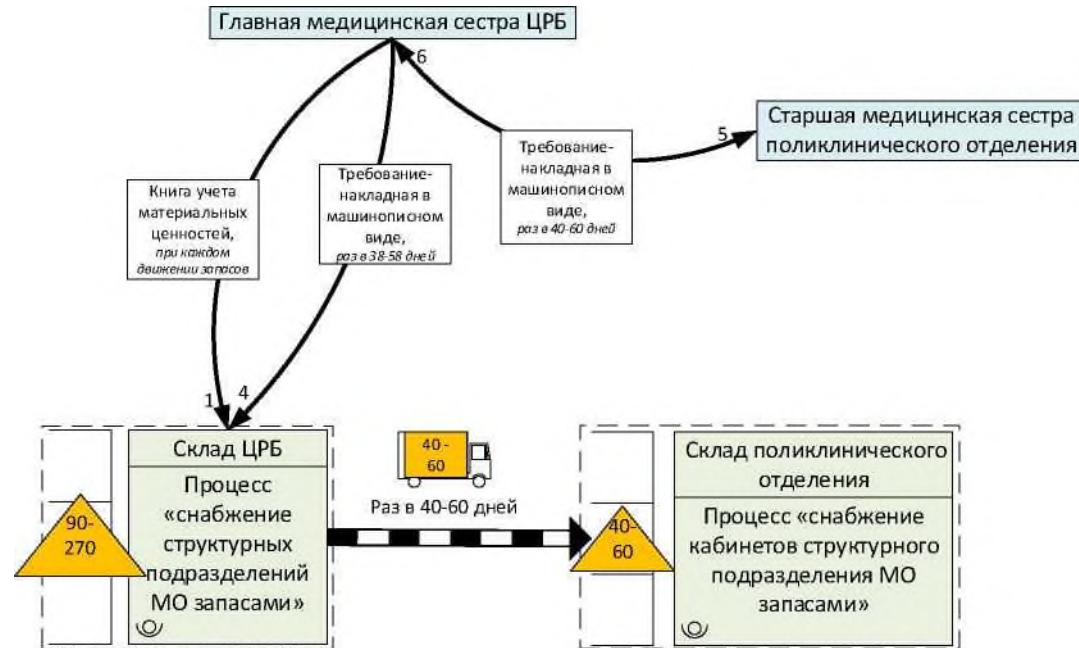 Главная медицинская сестра ЦРБ
6
Старшая медицинская сестра
поликлинического отделения
5
Требование-
накладная в
машинописном
виде,
раз в 40-60 дней
Книга учета
материальных
ценностей,
при каждом
движении запасов
Требование-
накладная в
машинописном
виде,
раз в 38-58 дней
1
4
Склад ЦРБ
Процесс
«снабжение
структурных
подразделений
МО запасами»
90-
270
40 -
60
Раз в 40-60 дней
40-
60
Склад поликлинического
отделения
Процесс «снабжение
кабинетов структурного
подразделения МО
запасами»